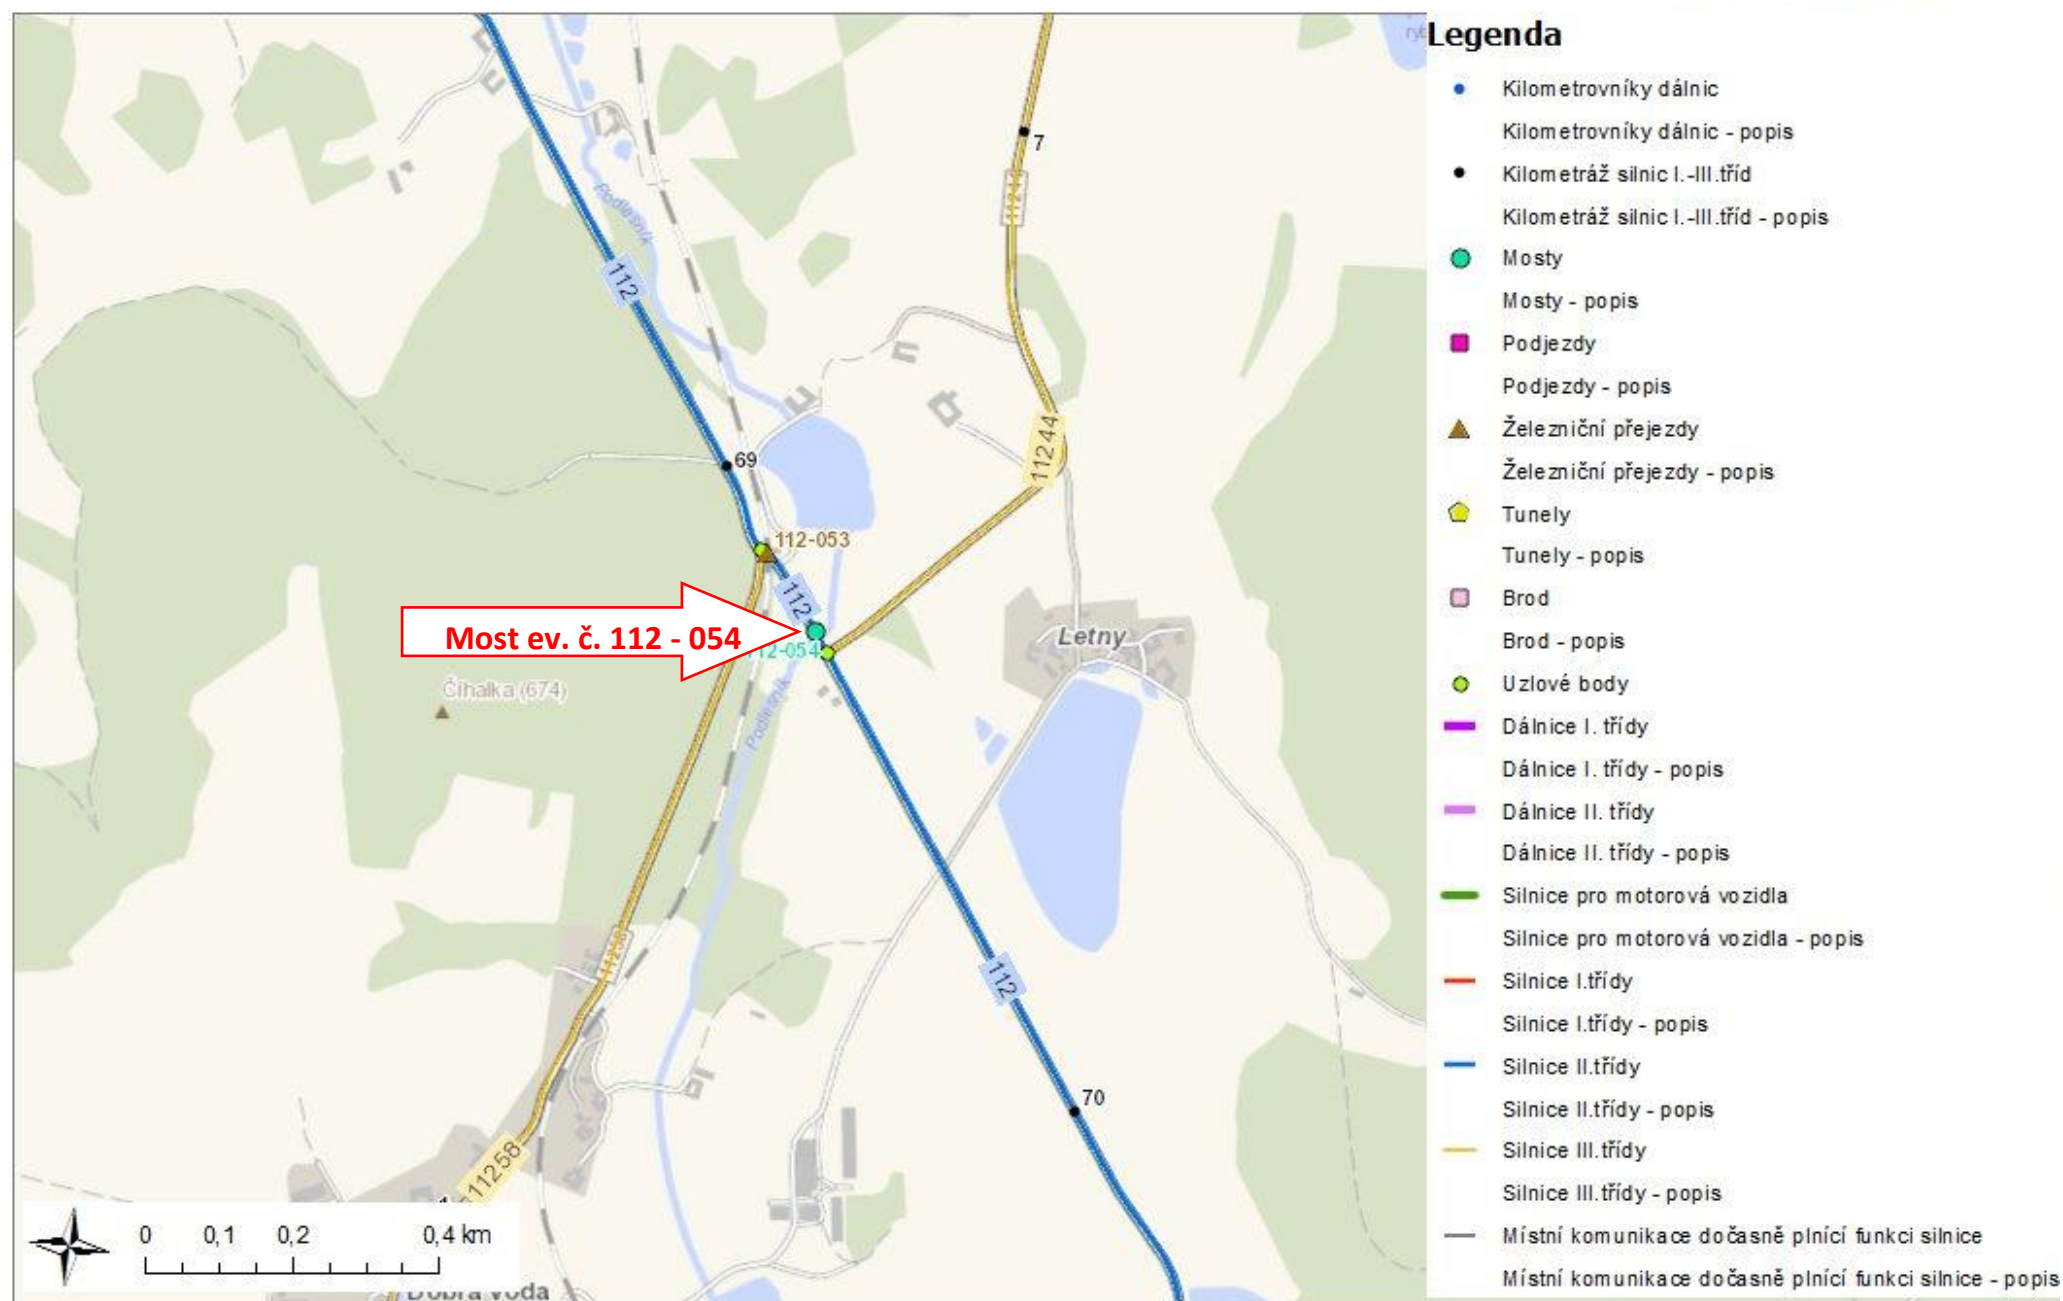 Legenda
Kilometrovníky dálnic
Kilometrovníky dálnic - popis
Kilometráž silnic I.-III.tříd
Kilometráž silnic I.-III.tříd - popis
Mosty
Mosty - popis
Podjezdy
Podjezdy - popis
Železniční přejezdy
Železniční přejezdy - popis
Tunely
Tunely - popis
Brod
Brod - popis
Uzlové body
Dálnice I. třídy
Dálnice I. třídy - popis
Dálnice II. třídy
Dálnice II. třídy - popis
Silnice pro motorová vozidla
Silnice pro motorová vozidla - popis
Silnice I.třídy
Silnice I.třídy - popis
Silnice II.třídy
Silnice II.třídy - popis
Silnice III.třídy
Silnice III.třídy - popis
Místní komunikace dočasně plnící funkci silnice
Místní komunikace dočasně plnící funkci silnice - popis
7
11244
Podlesník
112
11244
69
112-053
112
Most ev. č. 112 - 054
Letny
Číhalka (674)
Podlesník
11258
112
70
11258
0 0,1 0,2 0,4 km
Dobrá Voda